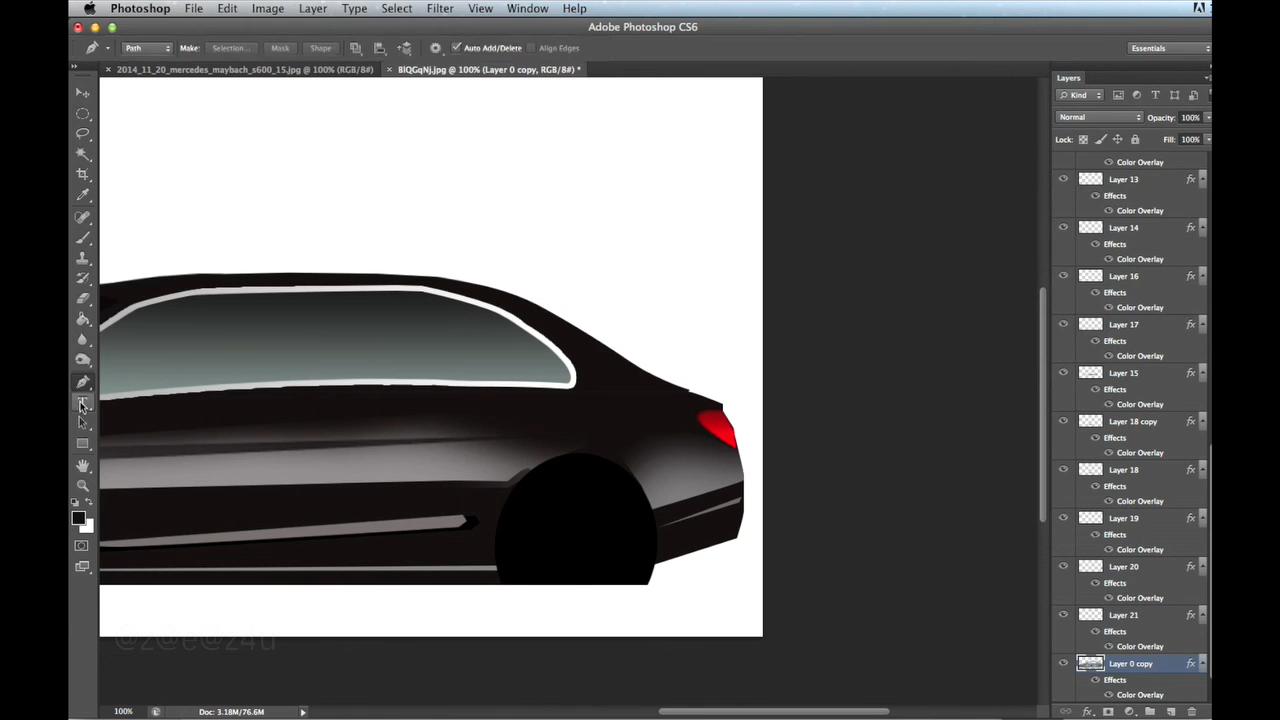 Photoshop File Edit Image Layer Type Select Filter View Window Help
Adobe Photoshop CS6
Path Make: Selection... Mask Shape Auto Add/Delete Align Edges Essentials
2014_11_20_mercedes_maybach_s600_15.jpg @ 100% (RGB/8#) BlQGqNj.jpg @ 100% (Layer 0 copy, RGB/8#) *
Layers
Kind
Normal Opacity: 100%
Lock: Fill: 100%
Color Overlay
Layer 13
Effects
Color Overlay
Layer 14
Effects
Color Overlay
Layer 16
Effects
Color Overlay
Layer 17
Effects
Color Overlay
Layer 15
Effects
Color Overlay
Layer 18 copy
Effects
Color Overlay
Layer 18
Effects
Color Overlay
Layer 19
Effects
Color Overlay
Layer 20
Effects
Color Overlay
Layer 21
Effects
Color Overlay
Layer 0 copy
Effects
Color Overlay
@z@e@z4u
100% Doc: 3.18M/76.6M